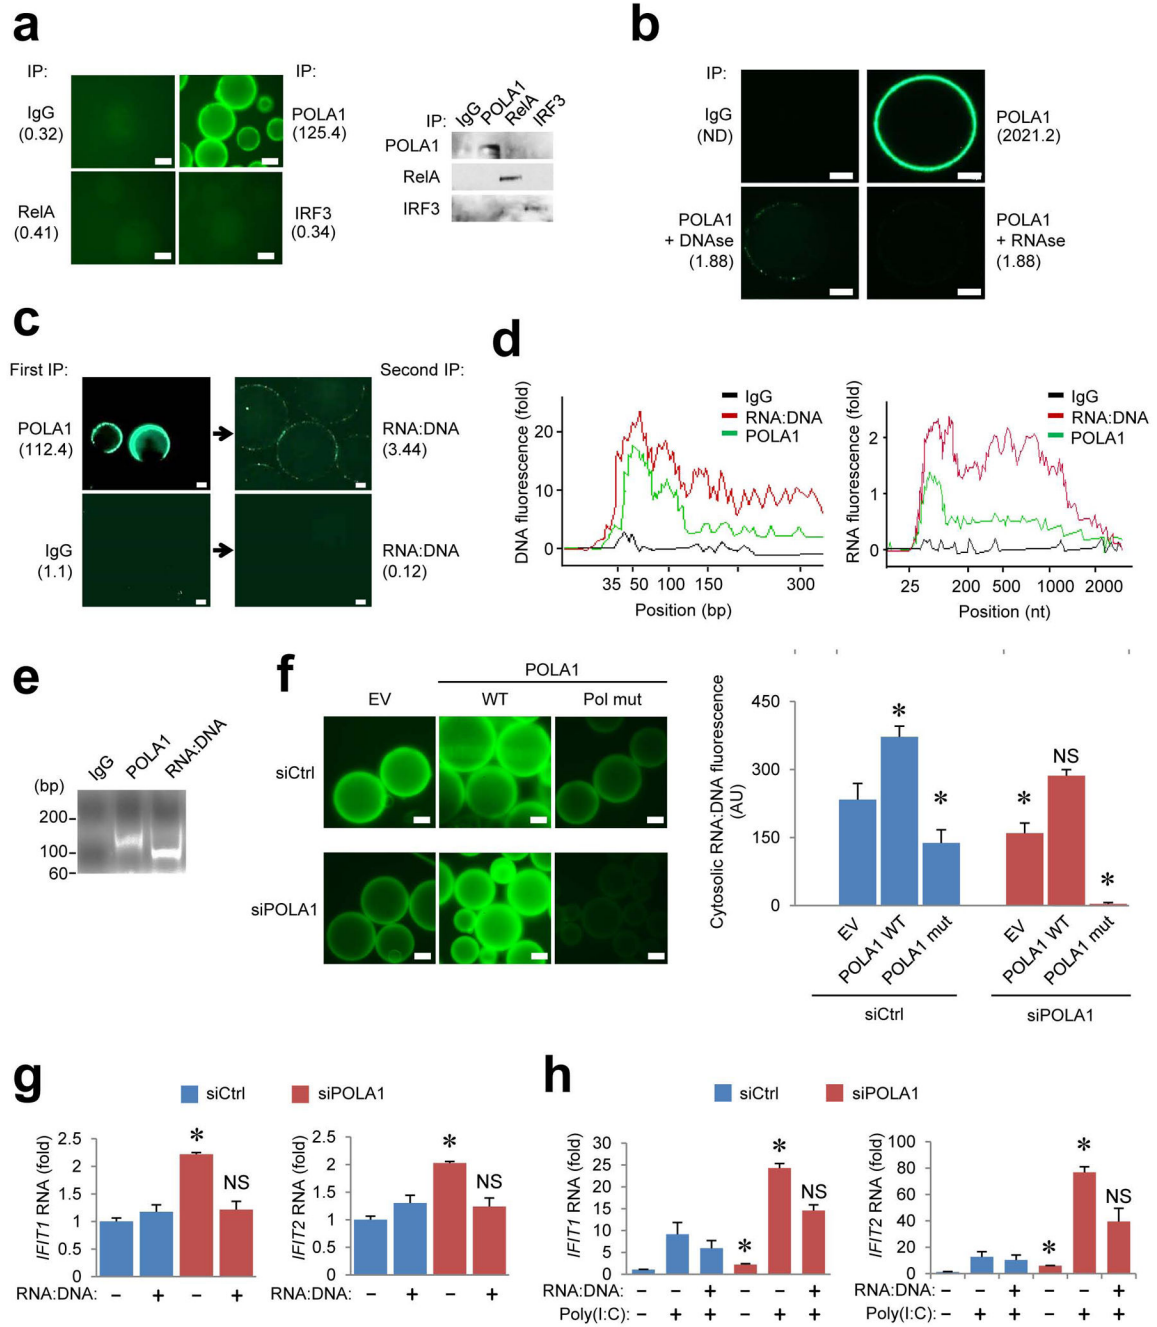 a
IP:
IgG
(0.32)
IP:
POLA1
(125.4)
RelA
(0.41)
IRF3
(0.34)
IP:
IgG
POLA1
RelA
IRF3
POLA1
RelA
IRF3
b
IP:
IgG
(ND)
POLA1
(2021.2)
POLA1
+ DNAse
(1.88)
POLA1
+ RNAse
(1.88)
c
First IP:
Second IP:
POLA1
(112.4)
RNA:DNA
(3.44)
IgG
(1.1)
RNA:DNA
(0.12)
d
DNA fluorescence (fold)
20
10
0
IgG
RNA:DNA
POLA1
35 50 100 150 300
Position (bp)
RNA fluorescence (fold)
2
1
0
IgG
RNA:DNA
POLA1
25 200 500 1000 2000
Position (nt)
e
IgG
POLA1
RNA:DNA
(bp)
200
100
60
f
POLA1
EV WT Pol mut
siCtrl
siPOLA1
Cytosolic RNA:DNA fluorescence
(AU)
450
300
150
0
*
*
*
NS
*
EV
POLA1 WT
POLA1 mut
EV
POLA1 WT
POLA1 mut
siCtrl siPOLA1
g
siCtrl siPOLA1
IFIT1 RNA (fold)
2.5
2
1.5
1
0.5
0
*
NS
RNA:DNA: − + − +
IFIT2 RNA (fold)
2.5
2
1.5
1
0.5
0
*
NS
− + − +
h
siCtrl siPOLA1
IFIT1 RNA (fold)
30
25
20
15
10
5
0
*
*
NS
RNA:DNA: − − + − − +
Poly(I:C): − + + − + +
IFIT2 RNA (fold)
100
80
60
40
20
0
*
*
NS
RNA:DNA: − − + − − +
Poly(I:C): − + + − + +